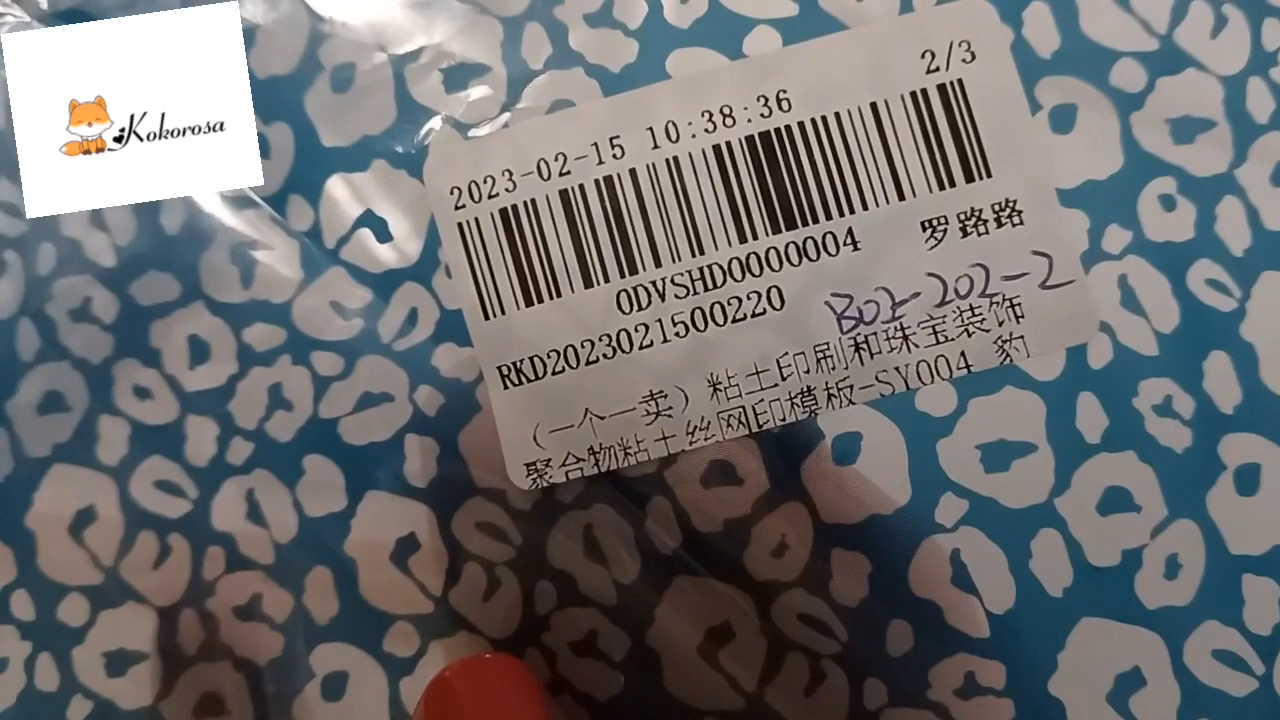 Kokorosa
2/3
2023-02-15 10:38:36
ODVSHD0000004 罗路路
RKD2023021500220 B02-202-2
（一个一卖）粘土印刷和珠宝装饰
聚合物粘土丝网印模板-SY004 豹